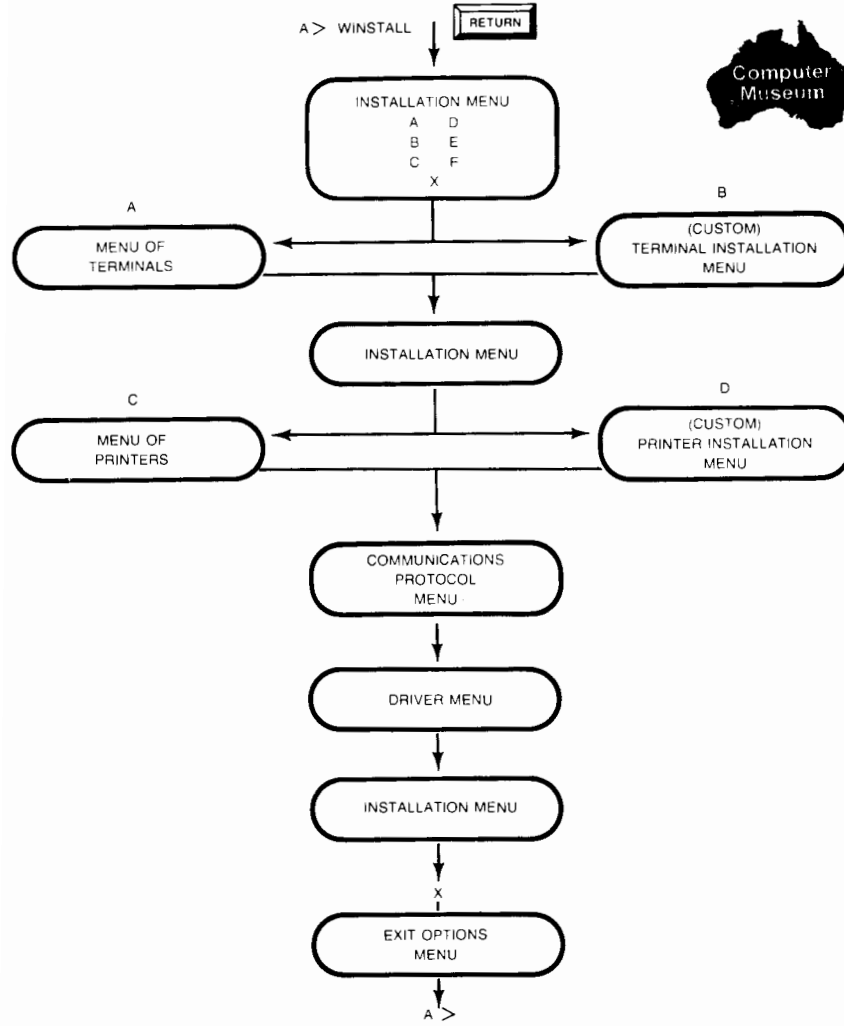 A> WINSTALL
RETURN
Computer
Museum
INSTALLATION MENU
A D
B E
C F
X
A
MENU OF
TERMINALS
B
(CUSTOM)
TERMINAL INSTALLATION
MENU
INSTALLATION MENU
C
MENU OF
PRINTERS
D
(CUSTOM)
PRINTER INSTALLATION
MENU
COMMUNICATIONS
PROTOCOL
MENU
DRIVER MENU
INSTALLATION MENU
X
EXIT OPTIONS
MENU
A >